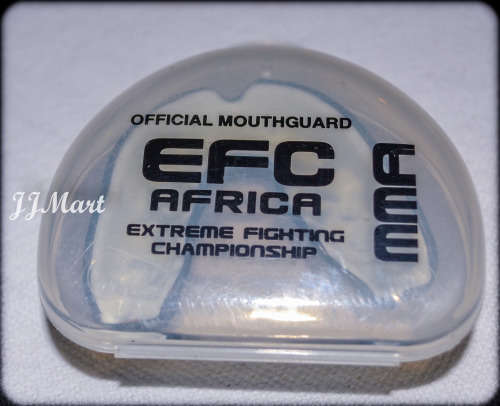 OFFICIAL MOUTHGUARD
EFC
AFRICA
EXTREME FIGHTING
CHAMPIONSHIP
MMA
JJMart